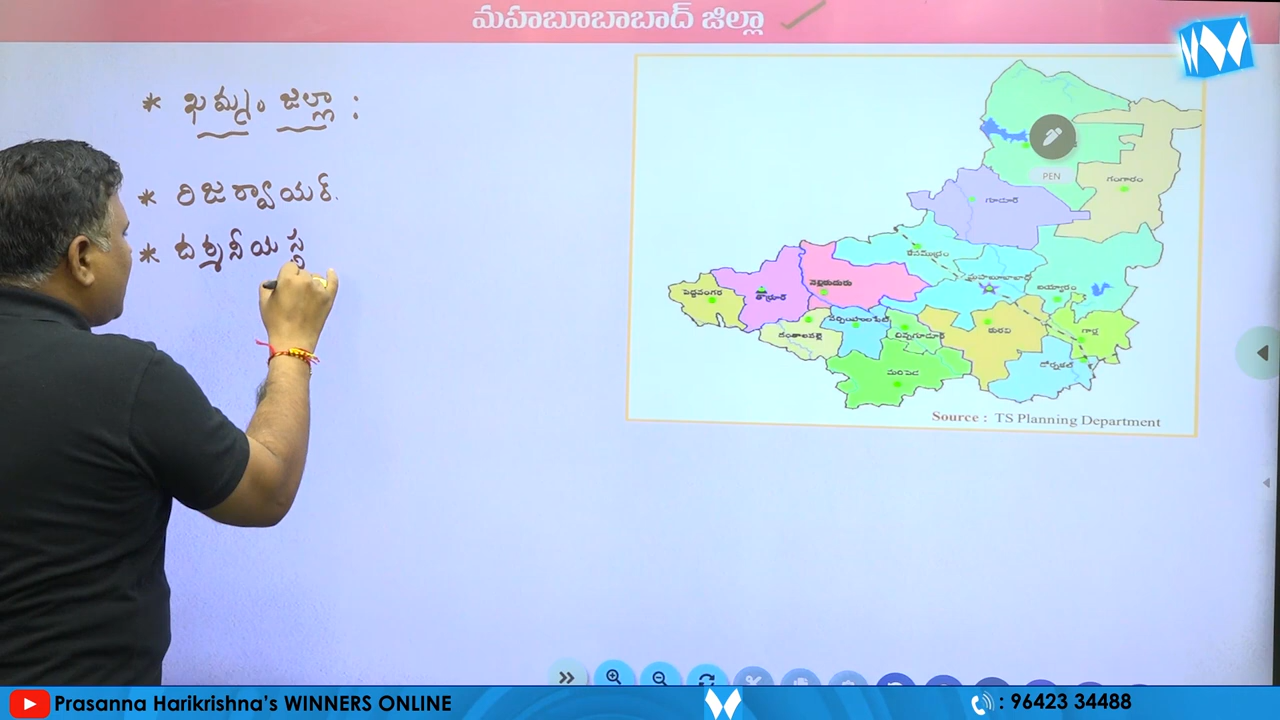 మహబూబాబాద్ జిల్లా
* ఖమ్మం జిల్లా :
* రిజర్వాయర్.
* దర్శనీయ స్థ
PEN
గంగారం
గూడూర్
కేసముద్రం
మహబూబాబాద్
బయ్యారం
నెల్లికుదురు
పెద్దవంగర
తొర్రూర్
దంతాలపల్లె
నర్సింహులపేట
చిన్నగూడూర్
కురవి
గార్ల
డోర్నకల్
మరిపెడ
Source : TS Planning Department
Prasanna Harikrishna's WINNERS ONLINE
: 96423 34488